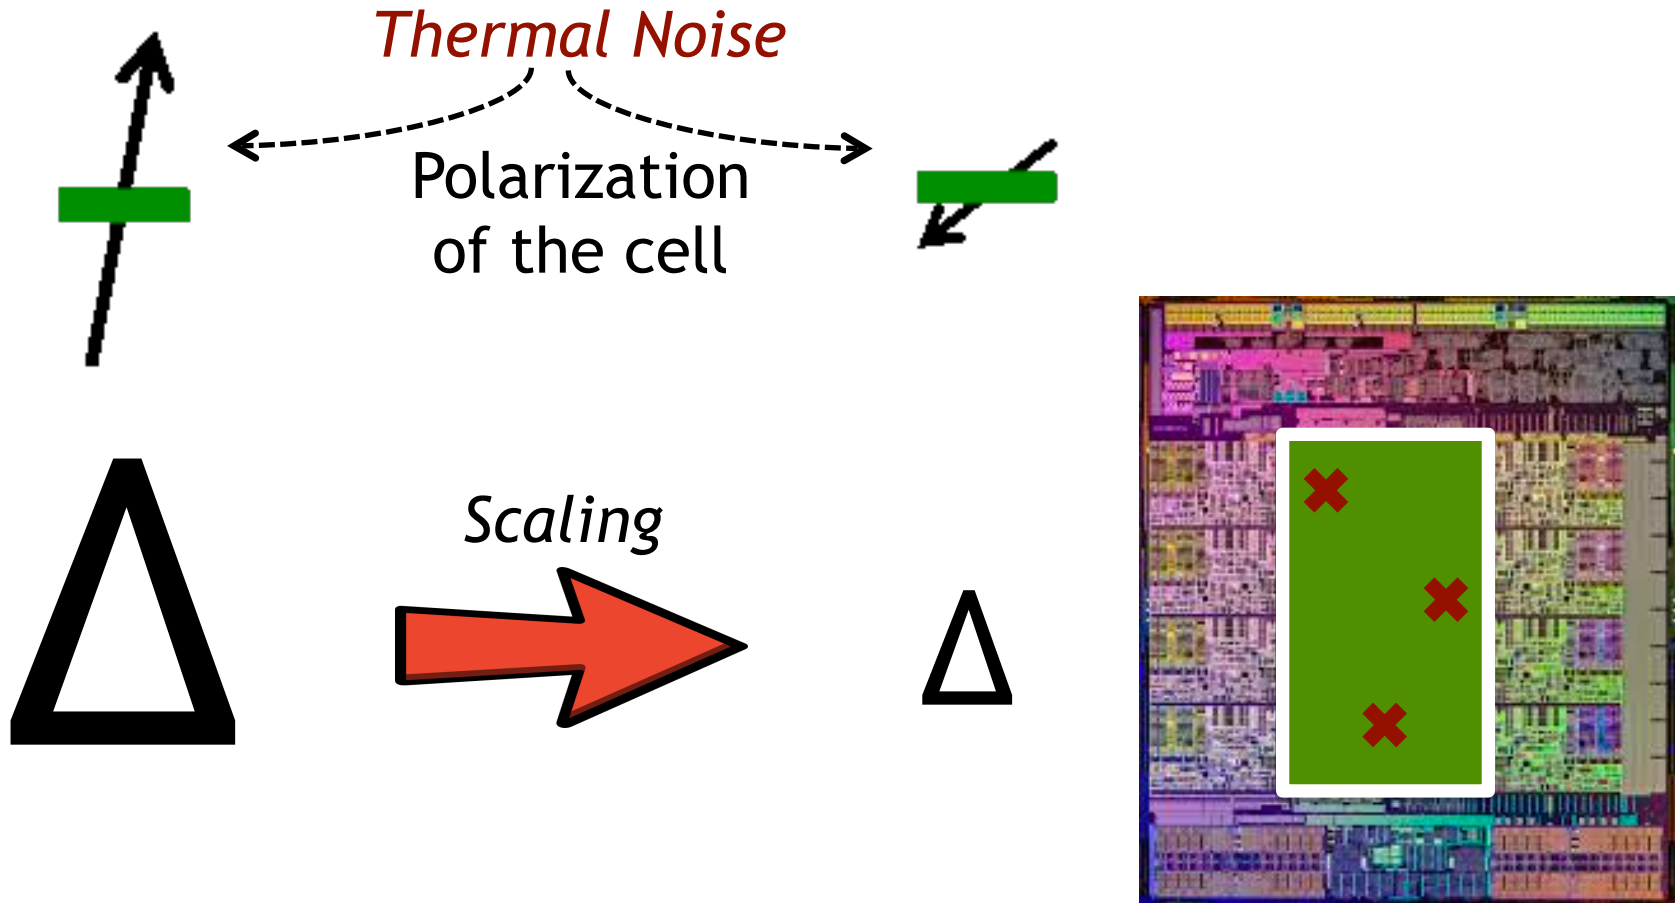 Thermal Noise
Polarization
of the cell
Δ
Scaling
Δ